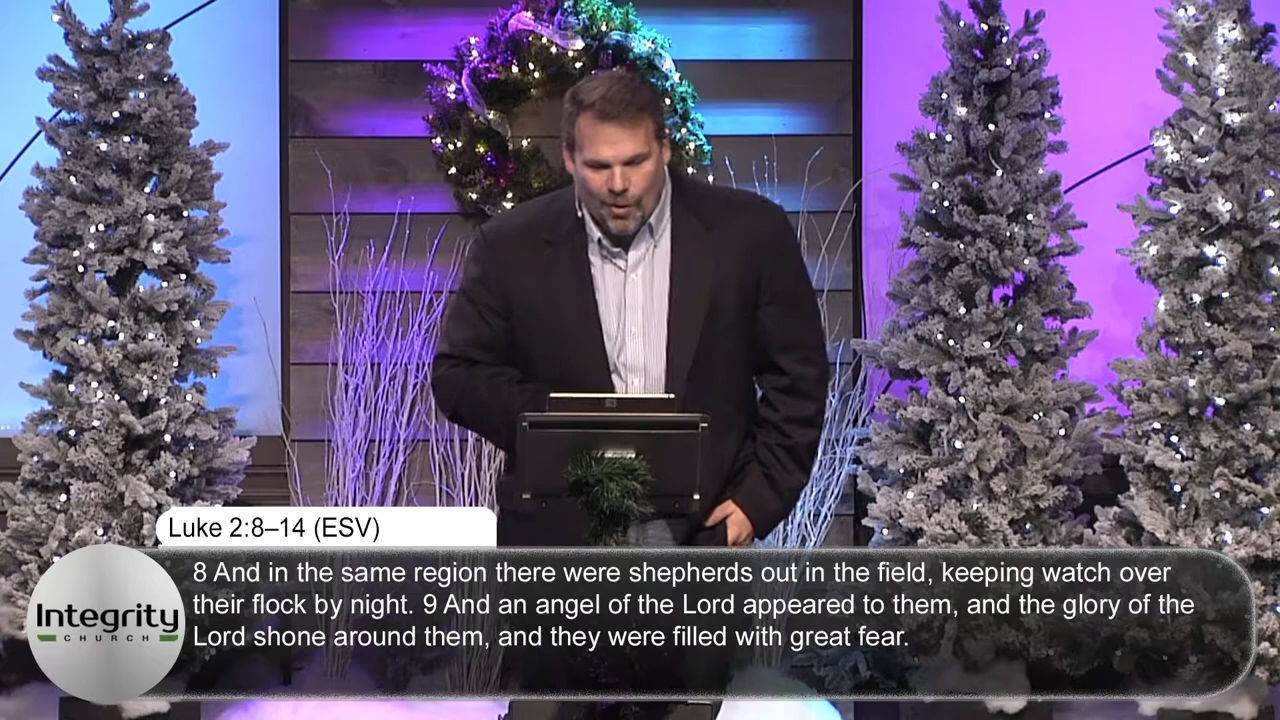 Luke 2:8–14 (ESV)
8 And in the same region there were shepherds out in the field, keeping watch over
their flock by night. 9 And an angel of the Lord appeared to them, and the glory of the
Lord shone around them, and they were filled with great fear.
Integrity
CHURCH